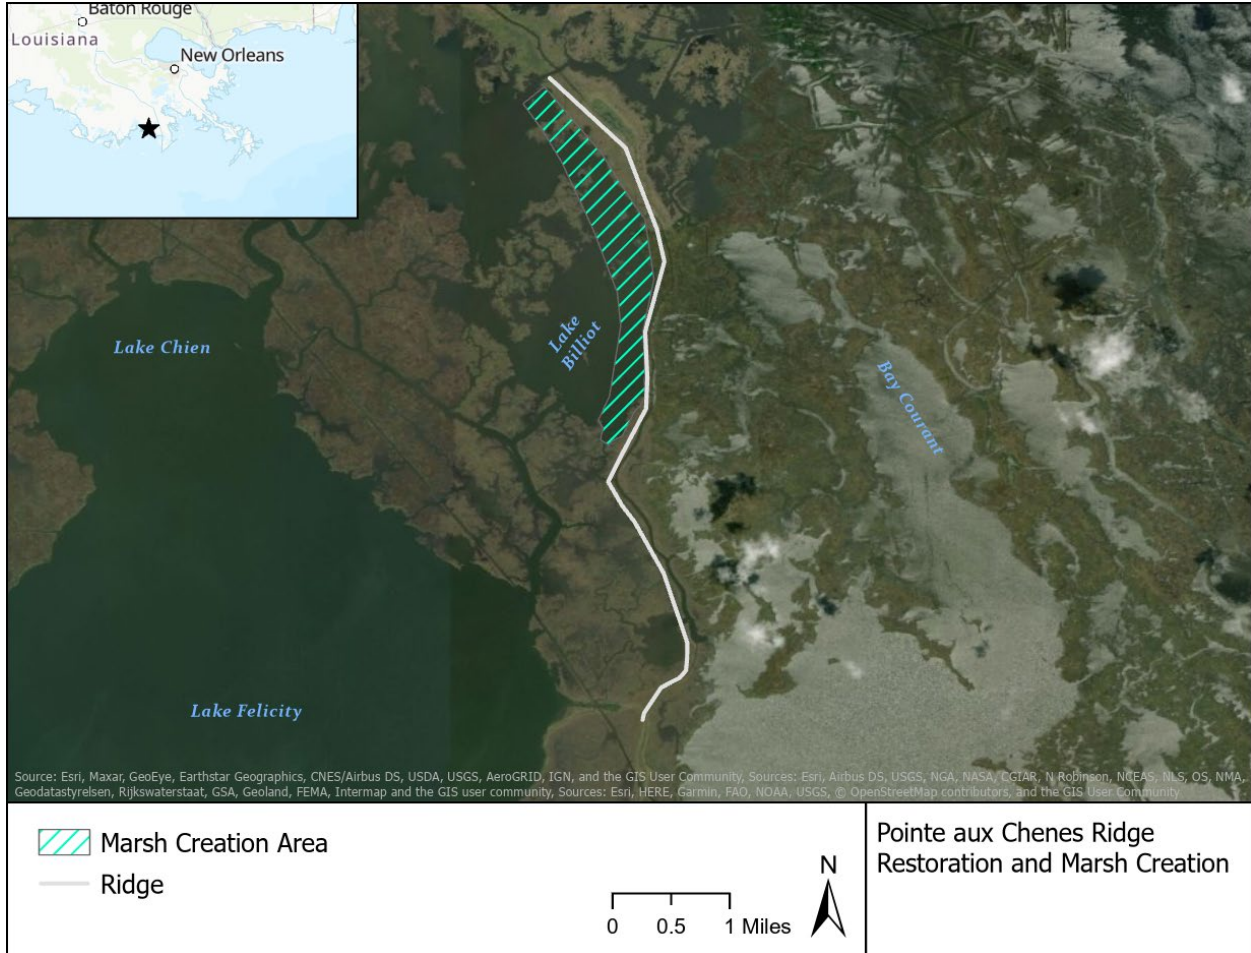 Baton Rouge
Louisiana
New Orleans
Lake Chien
Lake
Billiot
Bay Courant
Lake Felicity
Source: Esri, Maxar, GeoEye, Earthstar Geographics, CNES/Airbus DS, USDA, USGS, AeroGRID, IGN, and the GIS User Community, Sources: Esri, Airbus DS, USGS, NGA, NASA, CGIAR, N Robinson, NCEAS, NLS, OS, NMA,
Geodatastyrelsen, Rijkswaterstaat, GSA, Geoland, FEMA, Intermap and the GIS user community, Sources: Esri, HERE, Garmin, FAO, NOAA, USGS, © OpenStreetMap contributors, and the GIS User Community
Marsh Creation Area
Ridge
0 0.5 1 Miles
N
Pointe aux Chenes Ridge
Restoration and Marsh Creation